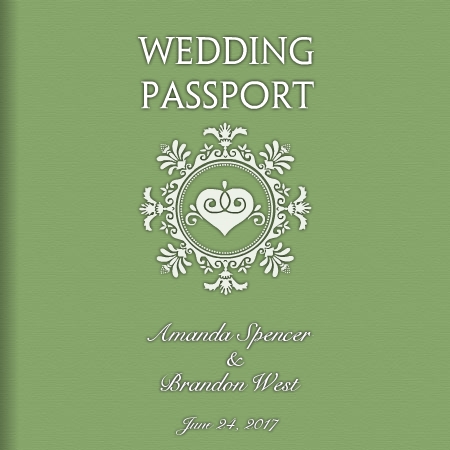 WEDDING
PASSPORT
Amanda Spencer
&
Brandon West
June 24, 2017